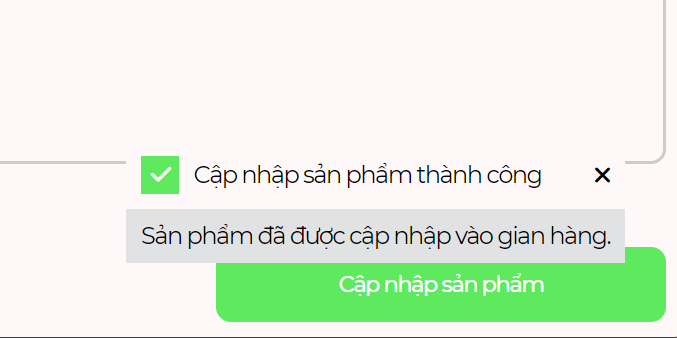 Cập nhập sản phẩm thành công
Sản phẩm đã được cập nhập vào gian hàng.
Cập nhập sản phẩm